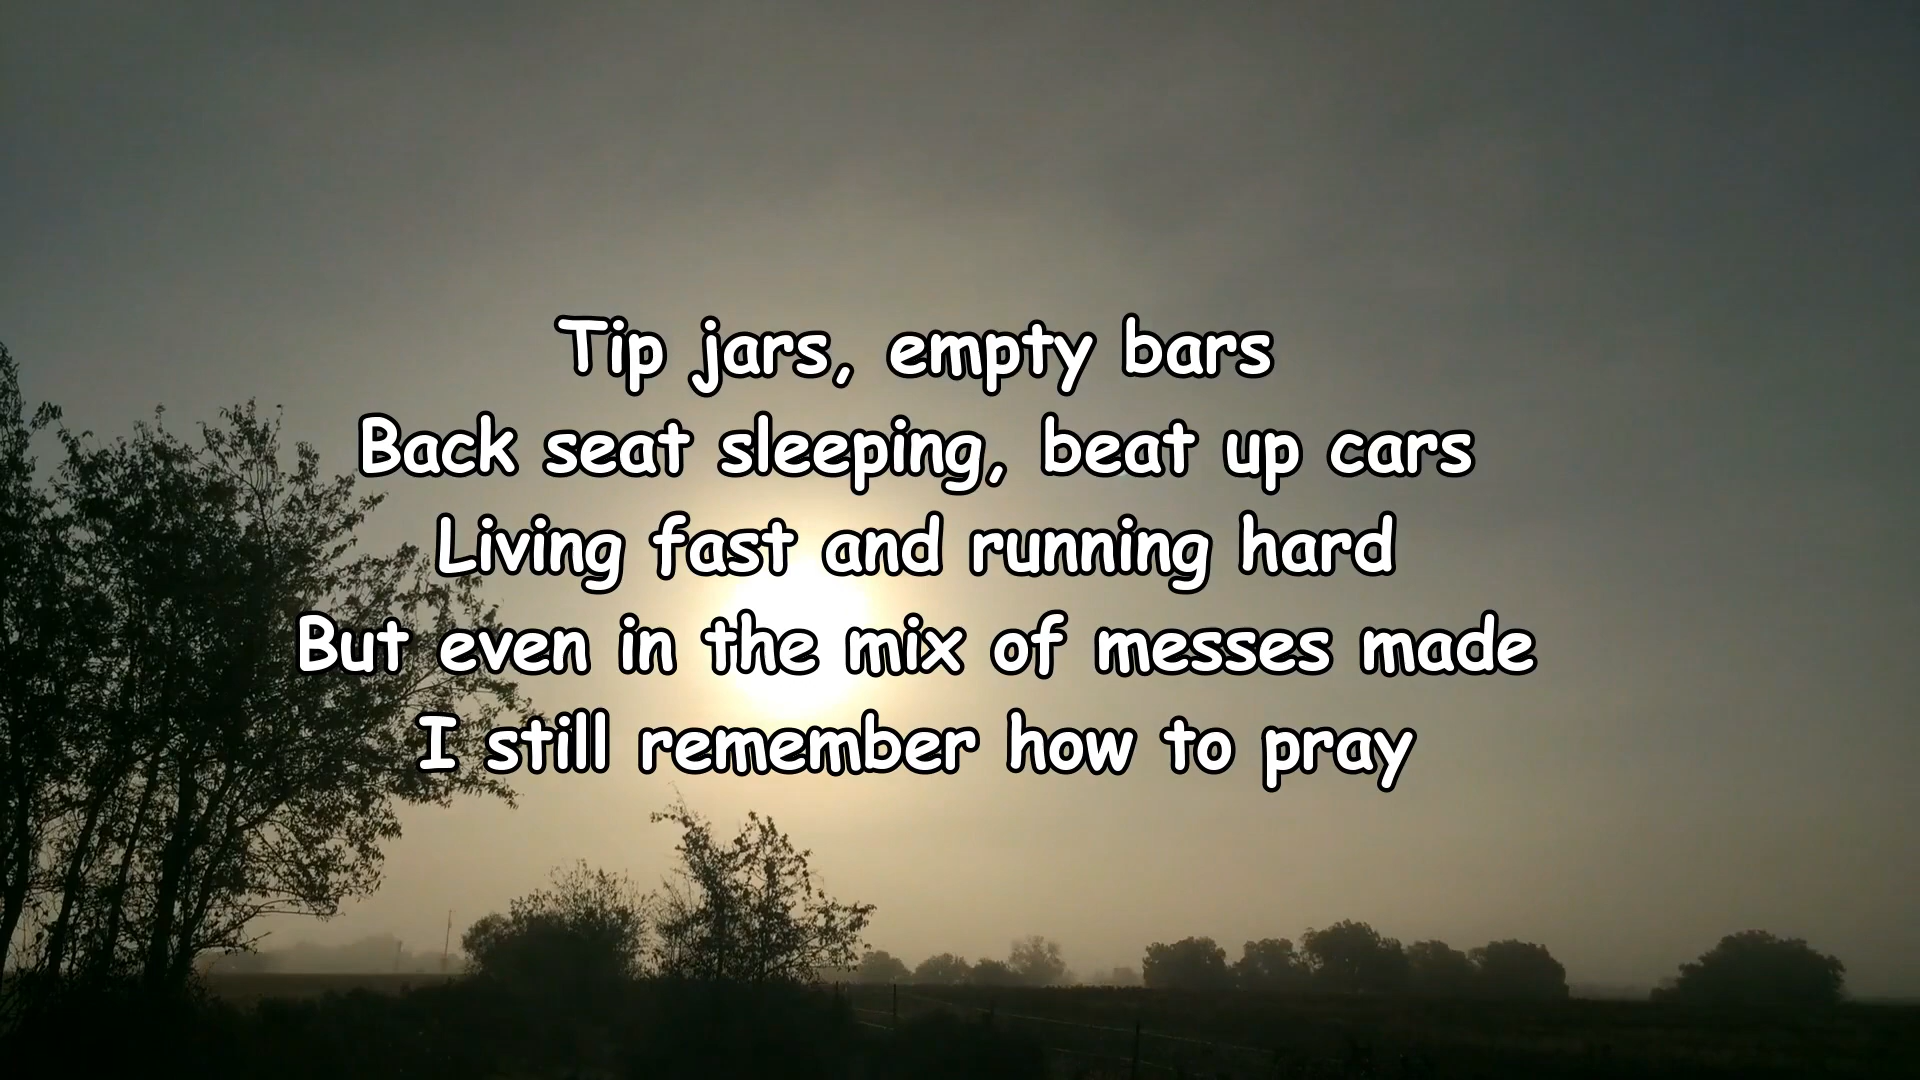 Tip jars, empty bars
Back seat sleeping, beat up cars
Living fast and running hard
But even in the mix of messes made
I still remember how to pray